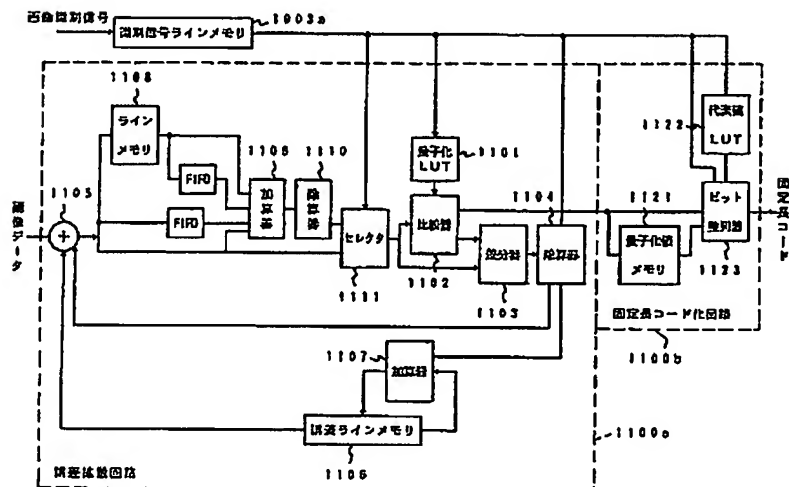 画像識別信号
1003a
識別信号ラインメモリ
1108
ライン
メモリ
FIFO
FIFO
1109
加算器
1110
除算器
セレクタ
1111
量子化
LUT
1101
比較器
1102
差分器
1103
1104
除算器
1105
画像データ
1107
加算器
誤差ラインメモリ
1106
誤差拡散回路
1100a
代表値
LUT
1122
1121
量子化値
メモリ
ビット
整列器
1123
固定長コード
固定長コード化回路
1100b